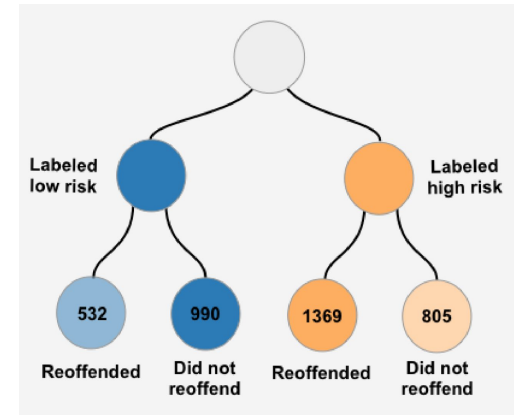 Labeled
low risk
Labeled
high risk
532
990
1369
805
Reoffended
Did not
reoffend
Reoffended
Did not
reoffend